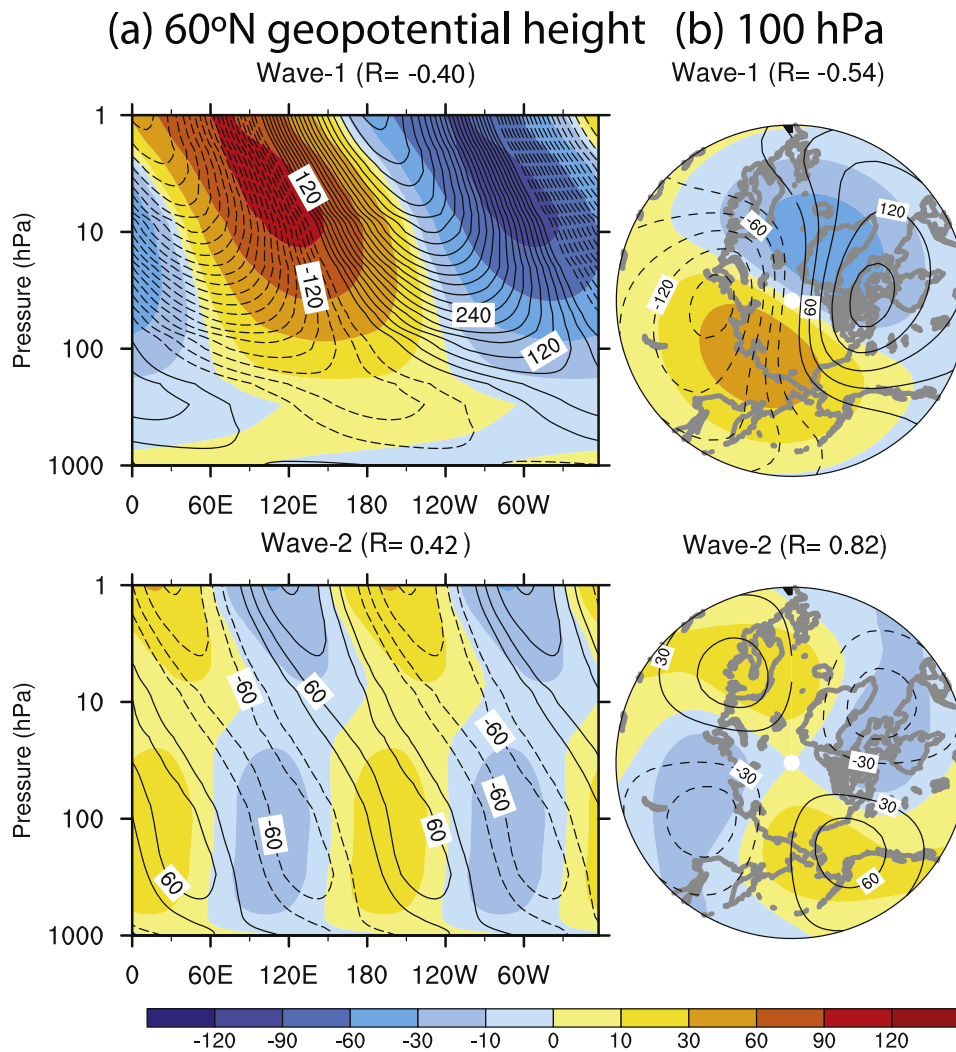 (a) 60ºN geopotential height (b) 100 hPa
Wave-1 (R= -0.40)
Wave-1 (R= -0.54)
Pressure (hPa)
1
10
100
1000
120
-120
240
120
0 60E 120E 180 120W 60W
120
-60
60
-120
Wave-2 (R= 0.42)
Wave-2 (R= 0.82)
Pressure (hPa)
1
10
100
1000
-60
60
-60
60
-60
60
-60
0 60E 120E 180 120W 60W
30
-30
-30
30
60
-120 -90 -60 -30 -10 0 10 30 60 90 120